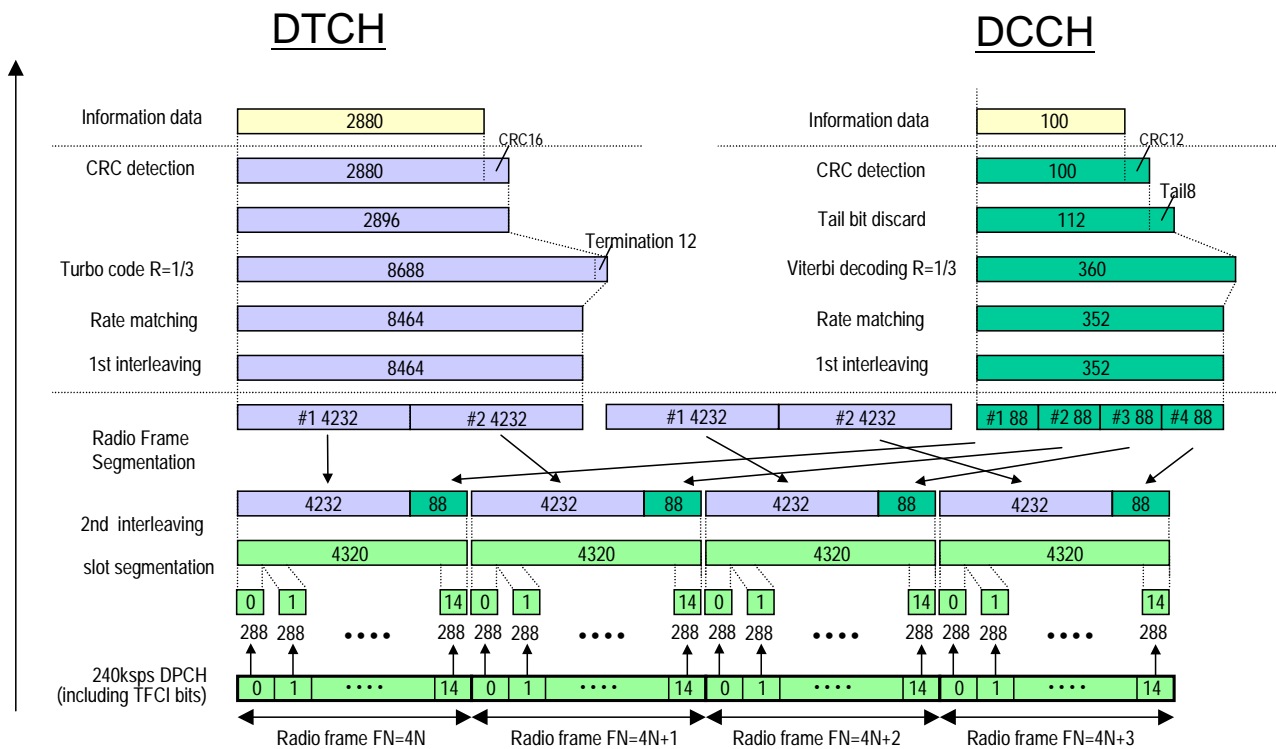 DTCH DCCH
Information data 2880 Information data 100
CRC16 CRC12
CRC detection 2880 CRC detection 100
Tail8
2896 Tail bit discard 112
Termination 12
Turbo code R=1/3 8688 Viterbi decoding R=1/3 360
Rate matching 8464 Rate matching 352
1st interleaving 8464 1st interleaving 352
#1 4232 #2 4232 #1 4232 #2 4232 #1 88 #2 88 #3 88 #4 88
Radio Frame
Segmentation
4232 88 4232 88 4232 88 4232 88
2nd interleaving
4320 4320 4320 4320
slot segmentation
0 1 14 0 1 14 0 1 14 0 1 14
288 288 •••• 288 288 288 •••• 288 288 288 •••• 288 288 288 •••• 288
240ksps DPCH
(including TFCI bits)
0 1 •••• 14 0 1 •••• 14 0 1 •••• 14 0 1 •••• 14
Radio frame FN=4N Radio frame FN=4N+1 Radio frame FN=4N+2 Radio frame FN=4N+3